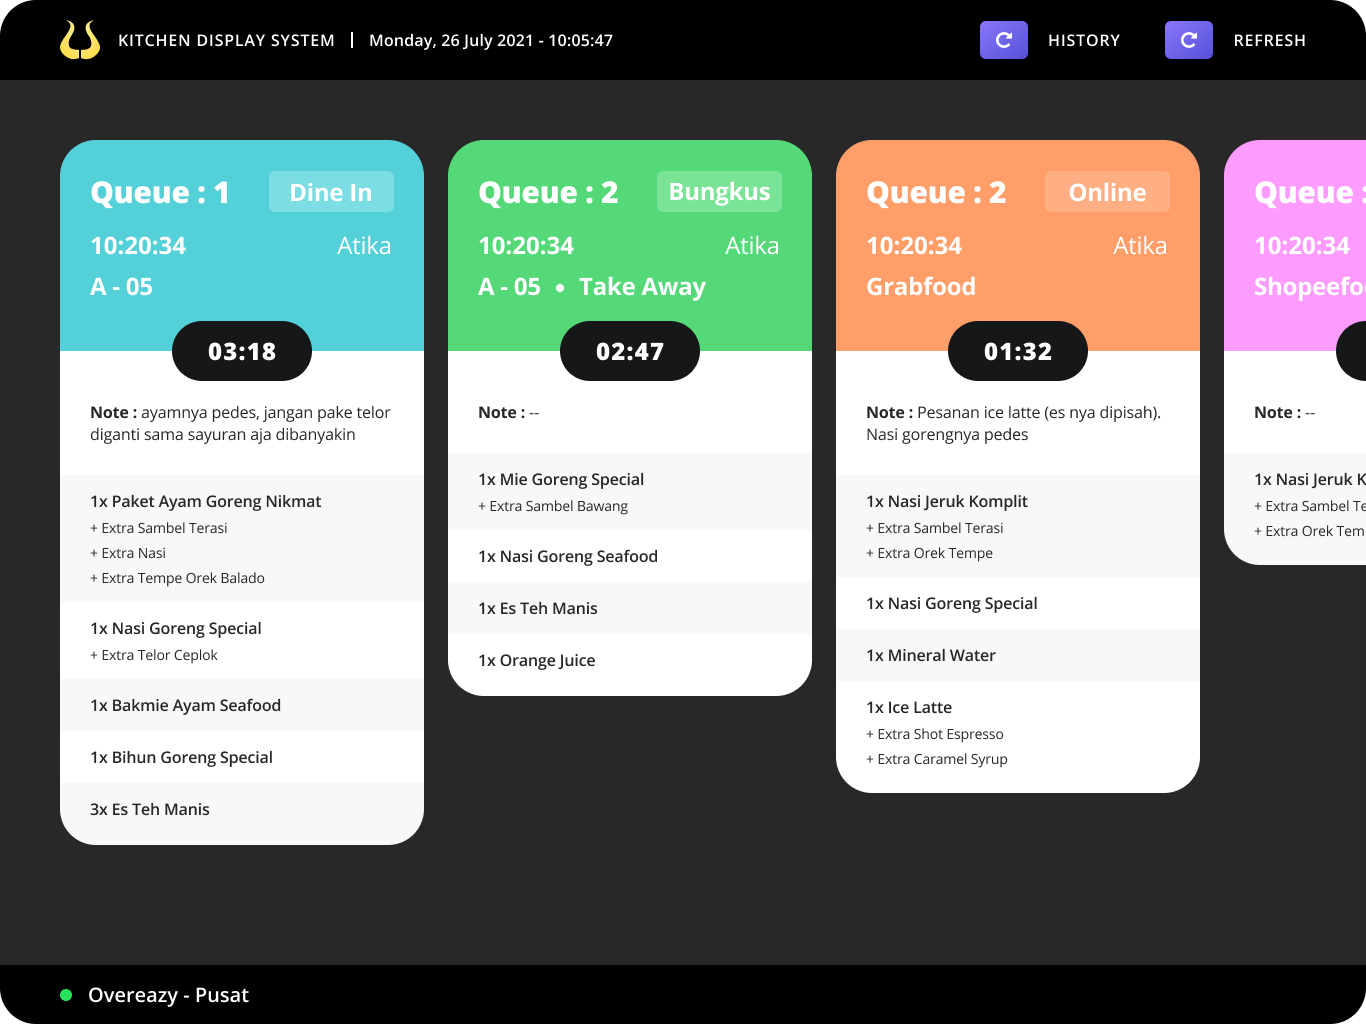 KITCHEN DISPLAY SYSTEM | Monday, 26 July 2021 - 10:05:47
HISTORY
REFRESH
Queue : 1
Dine In
10:20:34
Atika
A - 05
03:18
Note : ayamnya pedes, jangan pake telor
diganti sama sayuran aja dibanyakin
1x Paket Ayam Goreng Nikmat
+ Extra Sambel Terasi
+ Extra Nasi
+ Extra Tempe Orek Balado
1x Nasi Goreng Special
+ Extra Telor Ceplok
1x Bakmie Ayam Seafood
1x Bihun Goreng Special
3x Es Teh Manis
Queue : 2
Bungkus
10:20:34
Atika
A - 05 • Take Away
02:47
Note : --
1x Mie Goreng Special
+ Extra Sambel Bawang
1x Nasi Goreng Seafood
1x Es Teh Manis
1x Orange Juice
Queue : 2
Online
10:20:34
Atika
Grabfood
01:32
Note : Pesanan ice latte (es nya dipisah).
Nasi gorengnya pedes
1x Nasi Jeruk Komplit
+ Extra Sambel Terasi
+ Extra Orek Tempe
1x Nasi Goreng Special
1x Mineral Water
1x Ice Latte
+ Extra Shot Espresso
+ Extra Caramel Syrup
Queue :
10:20:34
Note : --
1x Nasi Jeruk
+ Extra Sambel
+ Extra Orek
Overeazy - Pusat